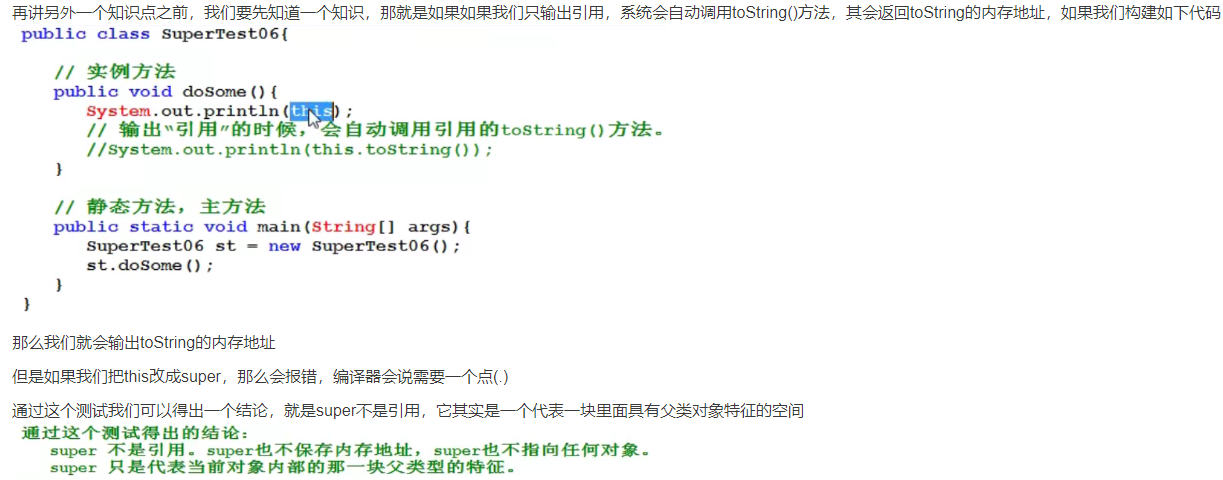 再讲另外一个知识点之前，我们要先知道一个知识，那就是如果如果我们只输出引用，系统会自动调用toString()方法，其会返回toString的内存地址，如果我们构建如下代码
public class SuperTest06{
// 实例方法
public void doSome(){
System.out.println(this);
// 输出“引用”的时候，会自动调用引用的toString()方法。
//System.out.println(this.toString());
}
// 静态方法，主方法
public static void main(String[] args){
SuperTest06 st = new SuperTest06();
st.doSome();
}
}
那么我们就会输出toString的内存地址
但是如果我们把this改成super，那么会报错，编译器会说需要一个点(.)
通过这个测试我们可以得出一个结论，就是super不是引用，它其实是一个代表一块里面具有父类对象特征的空间
通过这个测试得出的结论：
super 不是引用。super也不保存内存地址，super也不指向任何对象。
super 只是代表当前对象内部的那一块父类型的特征。